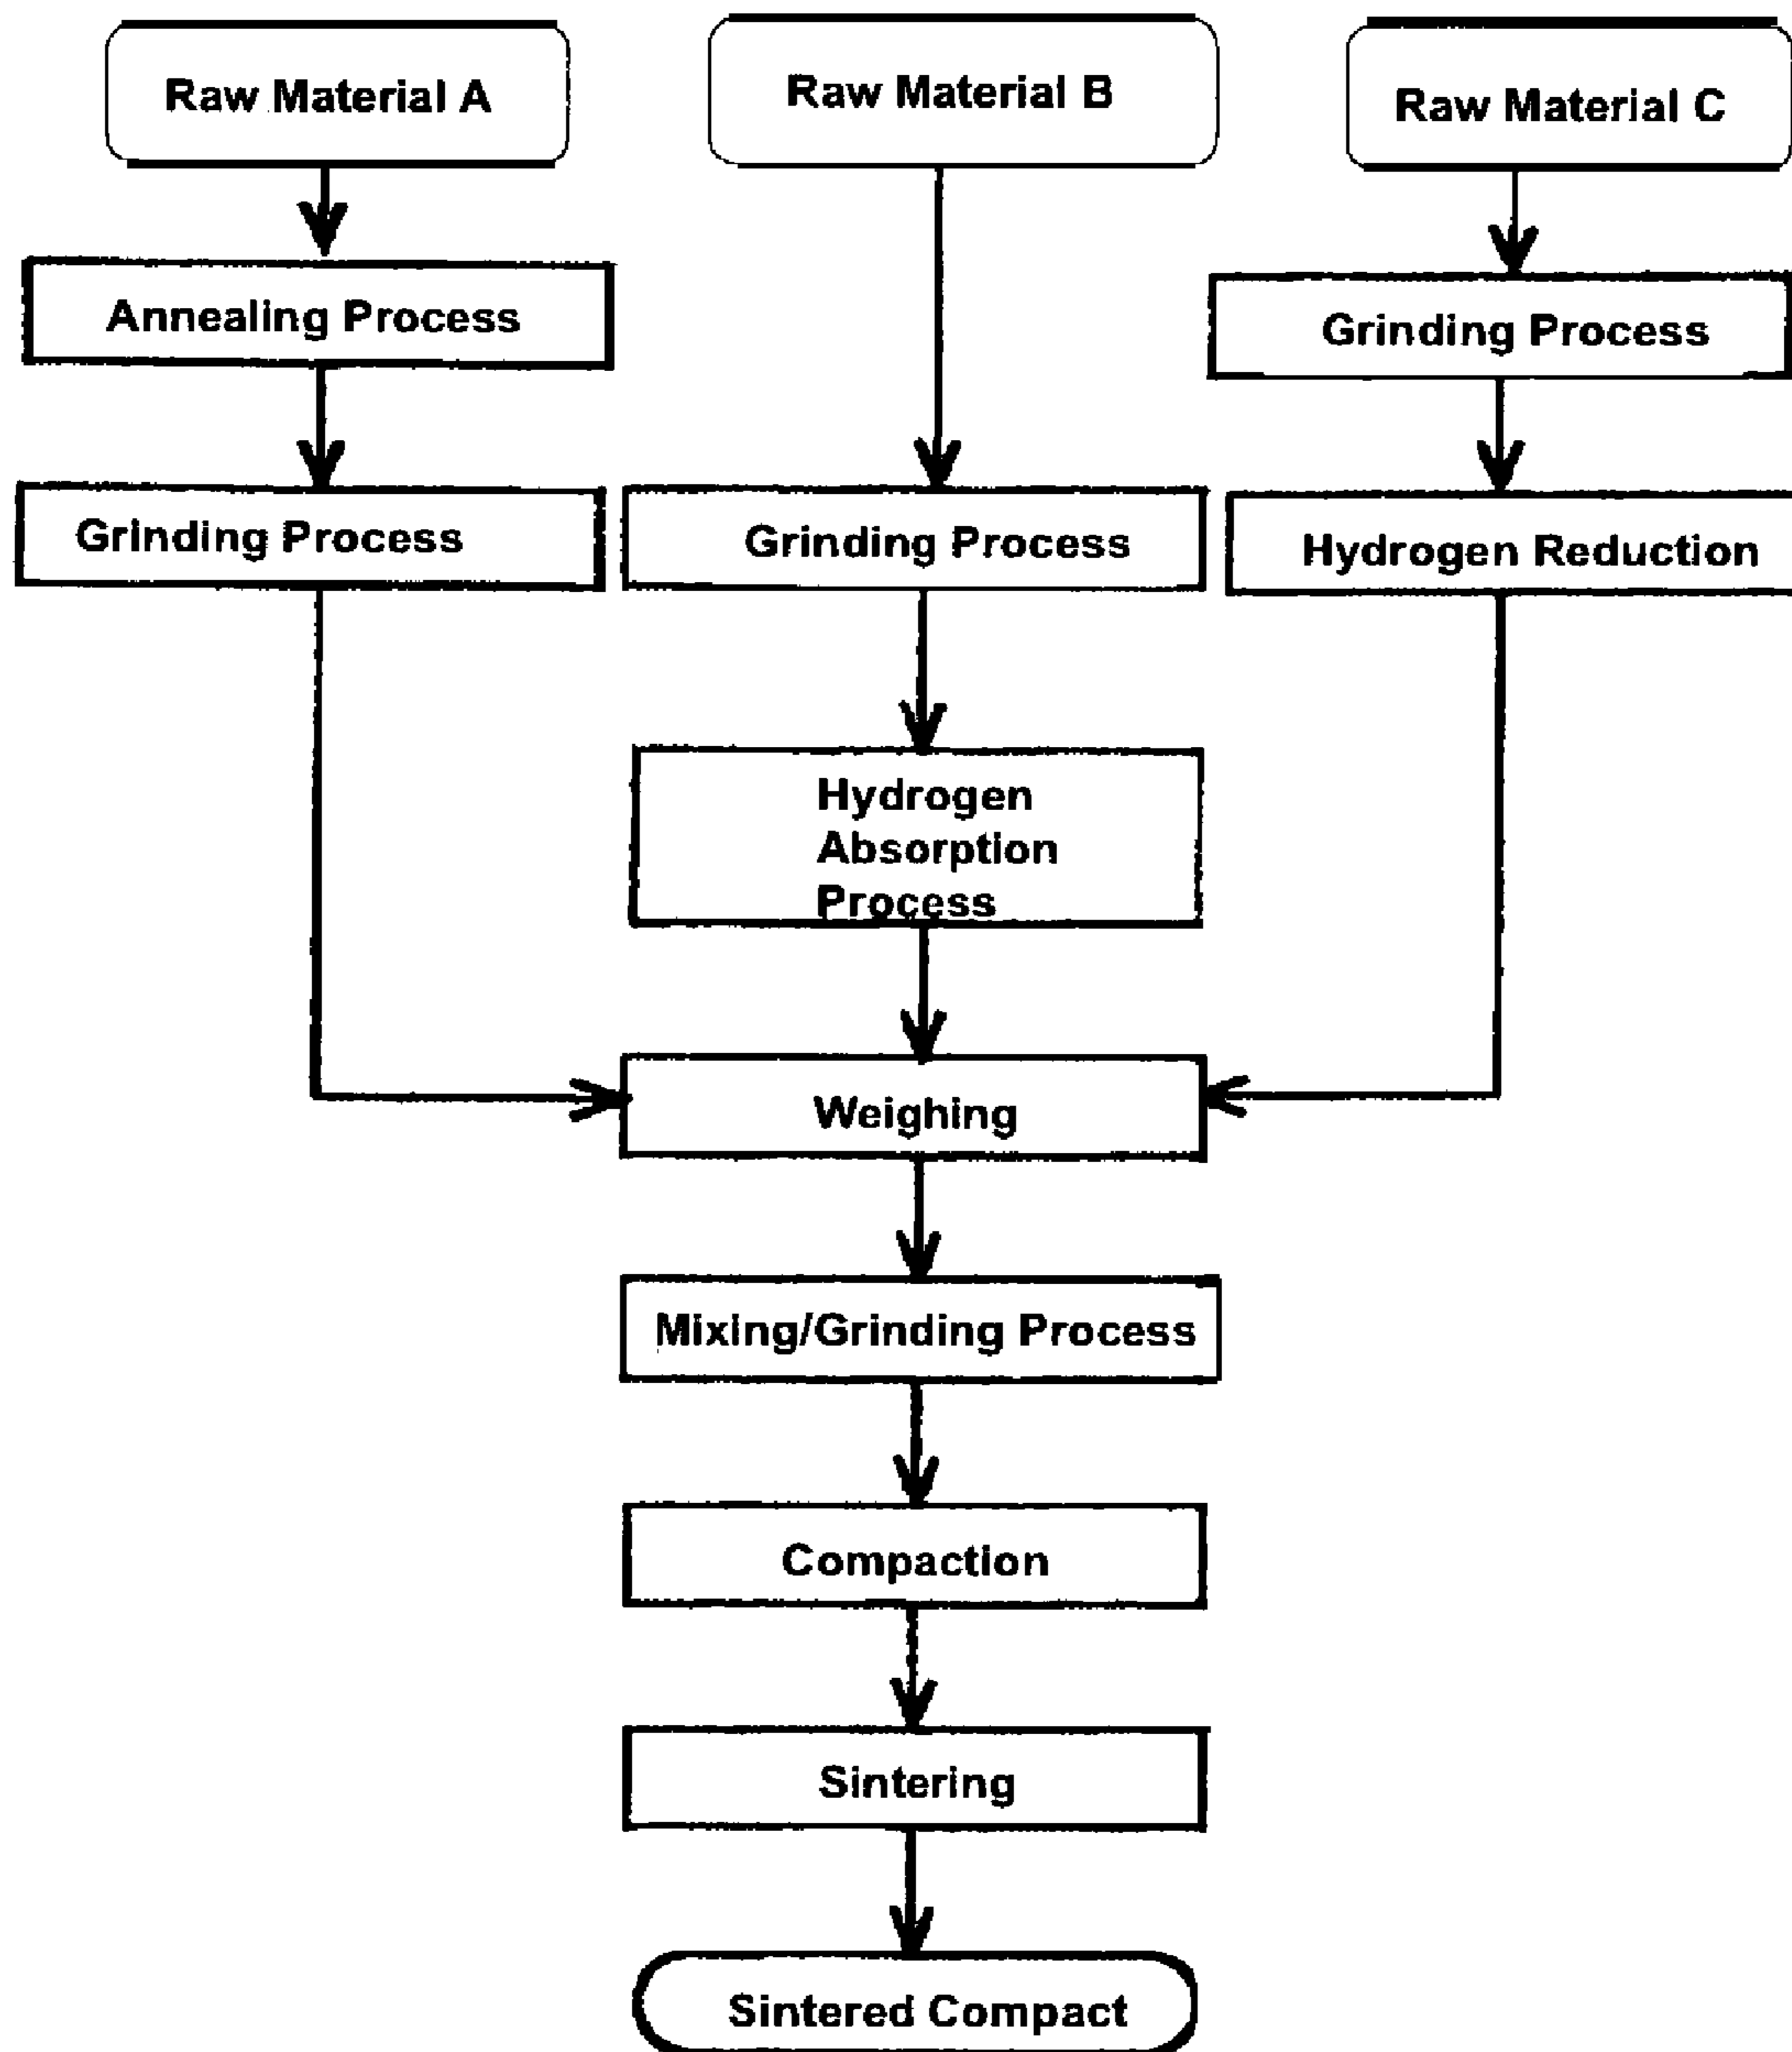 Raw Material A
Raw Material B
Raw Material C
Annealing Process
Grinding Process
Grinding Process
Grinding Process
Hydrogen Reduction
Hydrogen
Absorption
Process
Weighing
Mixing/Grinding Process
Compaction
Sintering
Sintered Compact